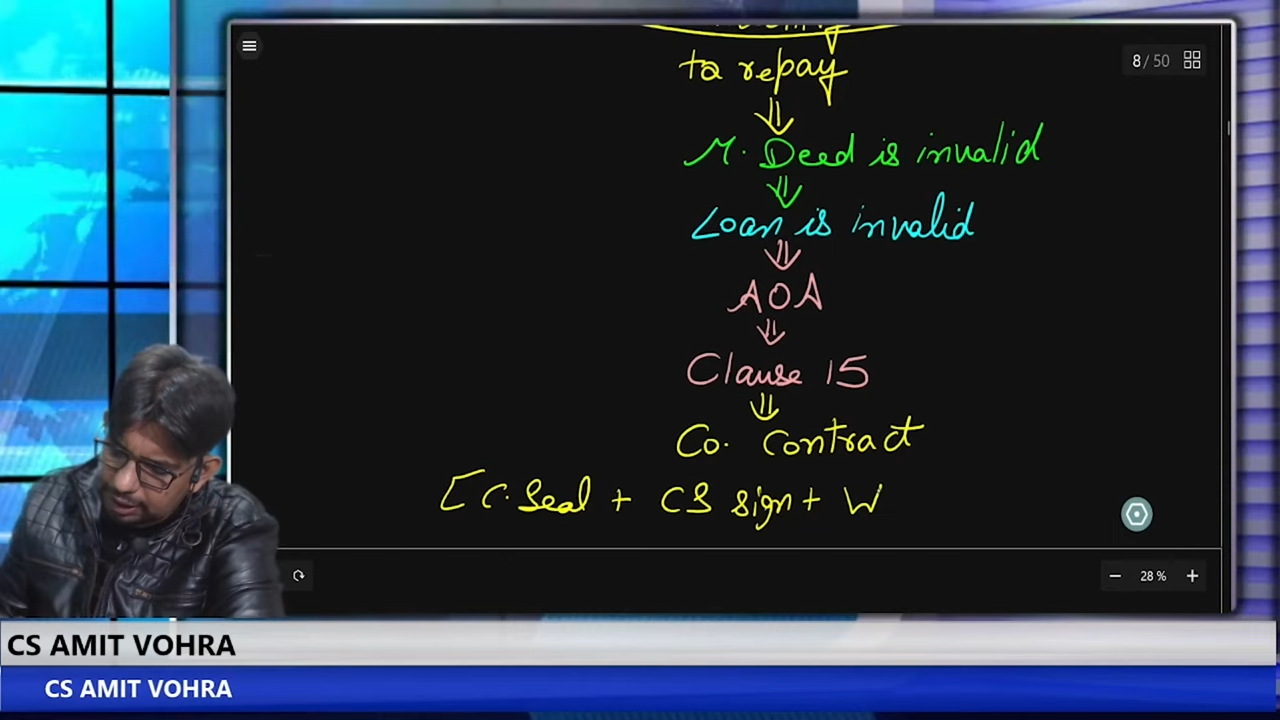 8 / 50
to repay
M. Deed is invalid
Loan is invalid
AOA
Clause 15
Co. Contract
[C. Seal + CS sign + W
28 %
CS AMIT VOHRA
CS AMIT VOHRA